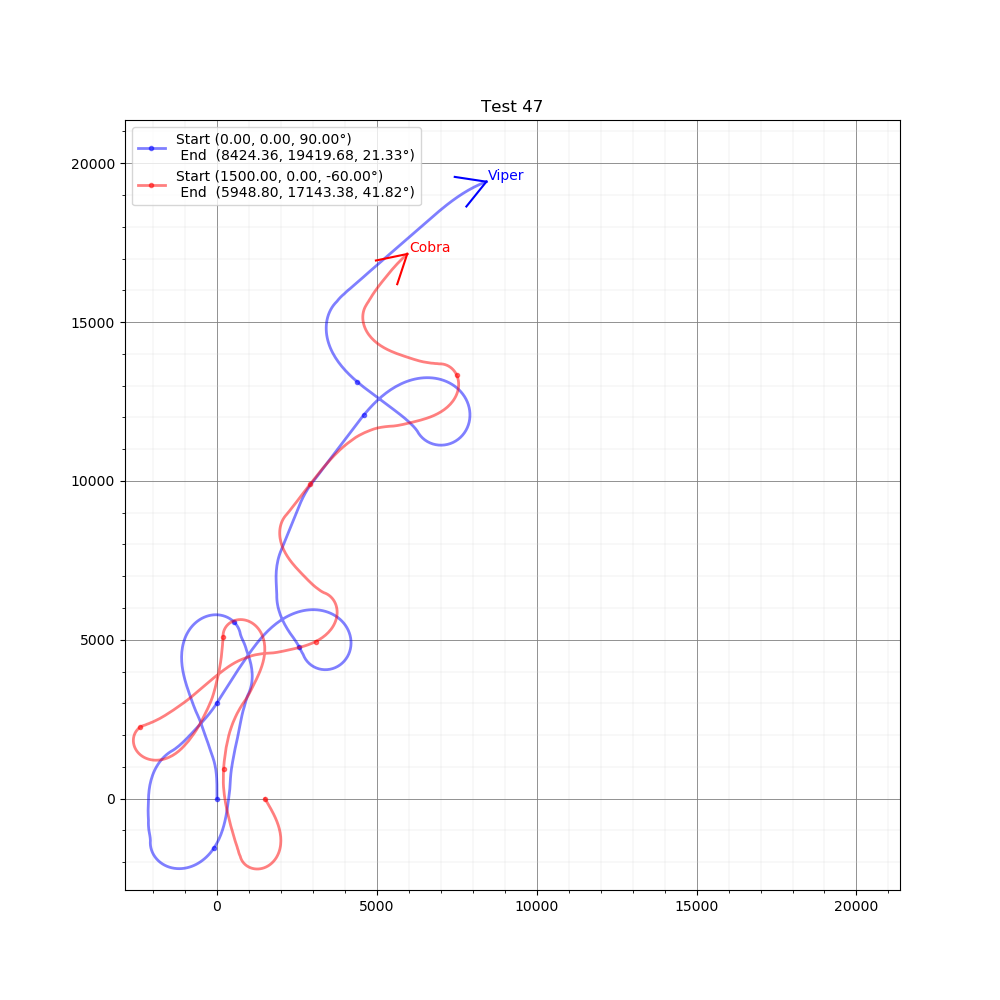 Test 47
Start (0.00, 0.00, 90.00°)
End (8424.36, 19419.68, 21.33°)
Start (1500.00, 0.00, -60.00°)
End (5948.80, 17143.38, 41.82°)
Viper
Cobra
20000
15000
10000
5000
0
0 5000 10000 15000 20000